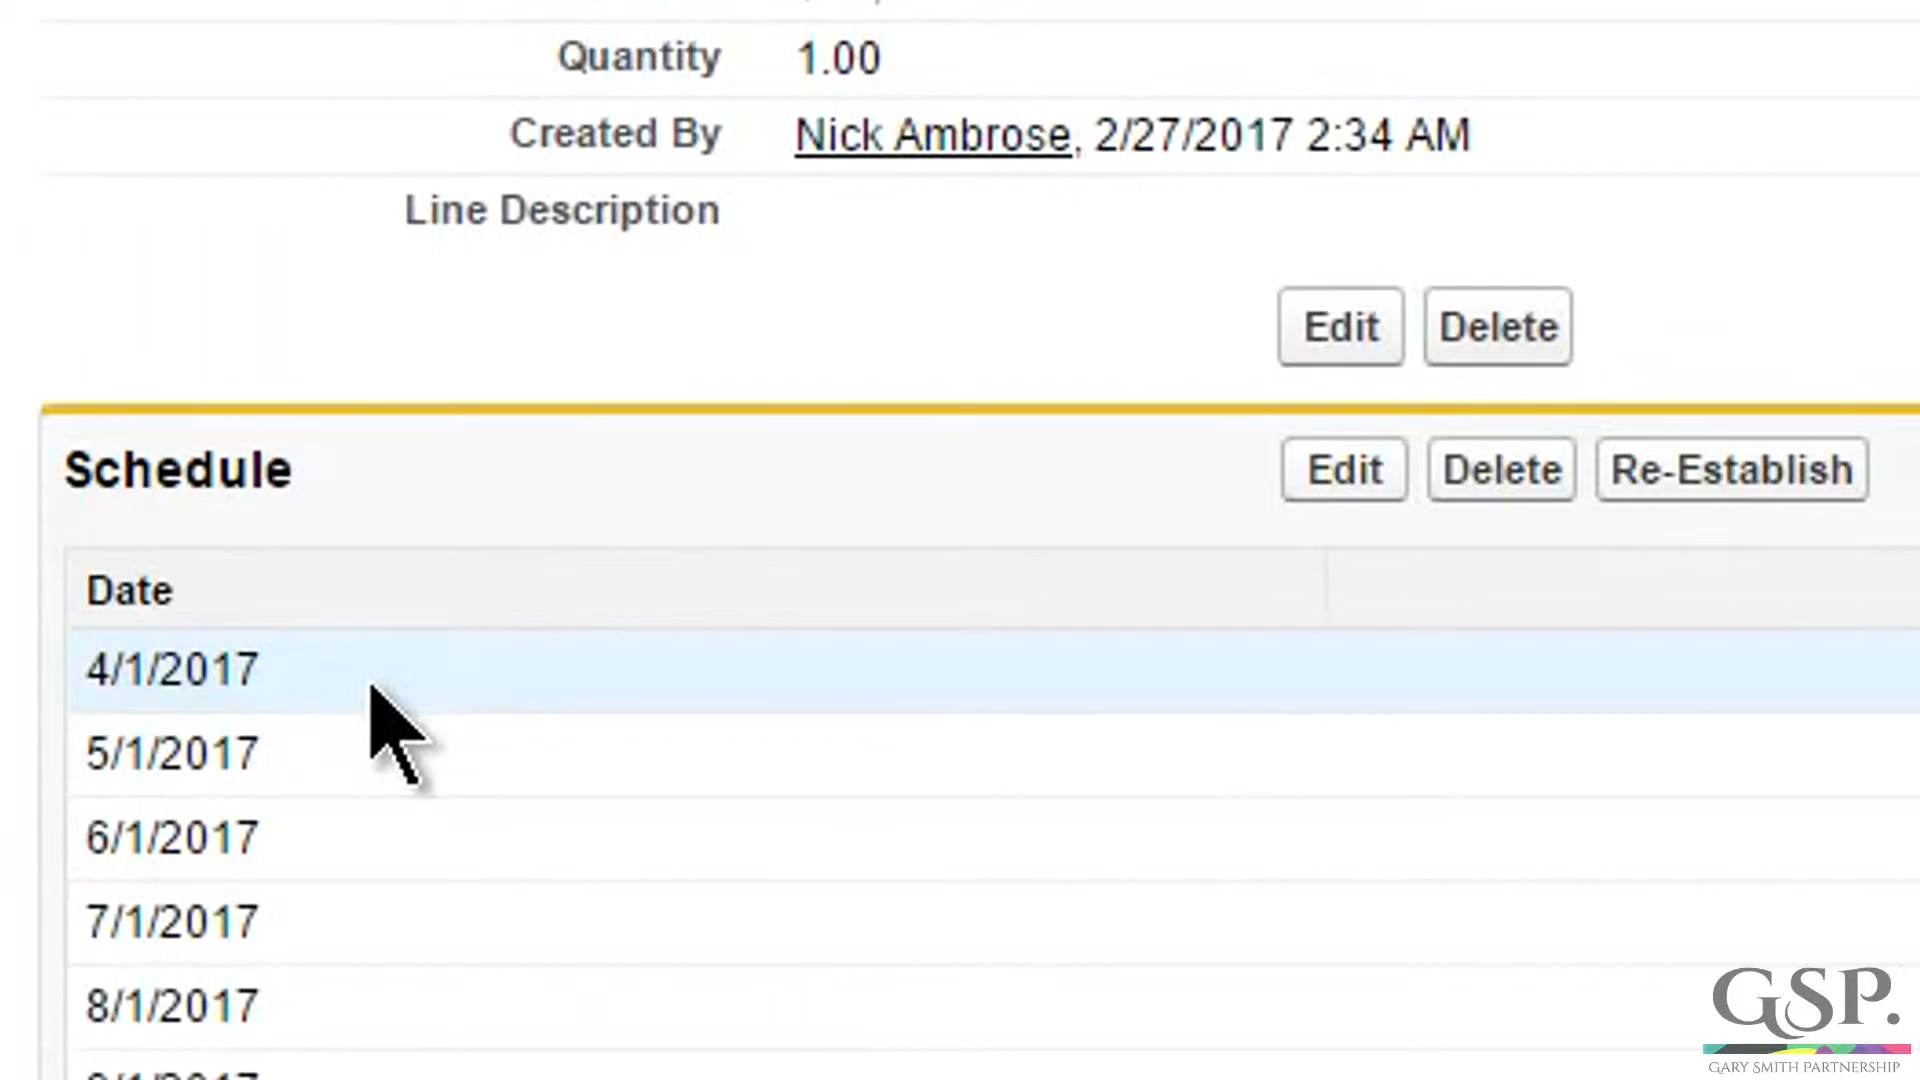 Quantity 1.00
Created By Nick Ambrose, 2/27/2017 2:34 AM
Line Description
Edit Delete
Schedule Edit Delete Re-Establish
Date
4/1/2017
5/1/2017
6/1/2017
7/1/2017
8/1/2017
GSP.
GARY SMITH PARTNERSHIP